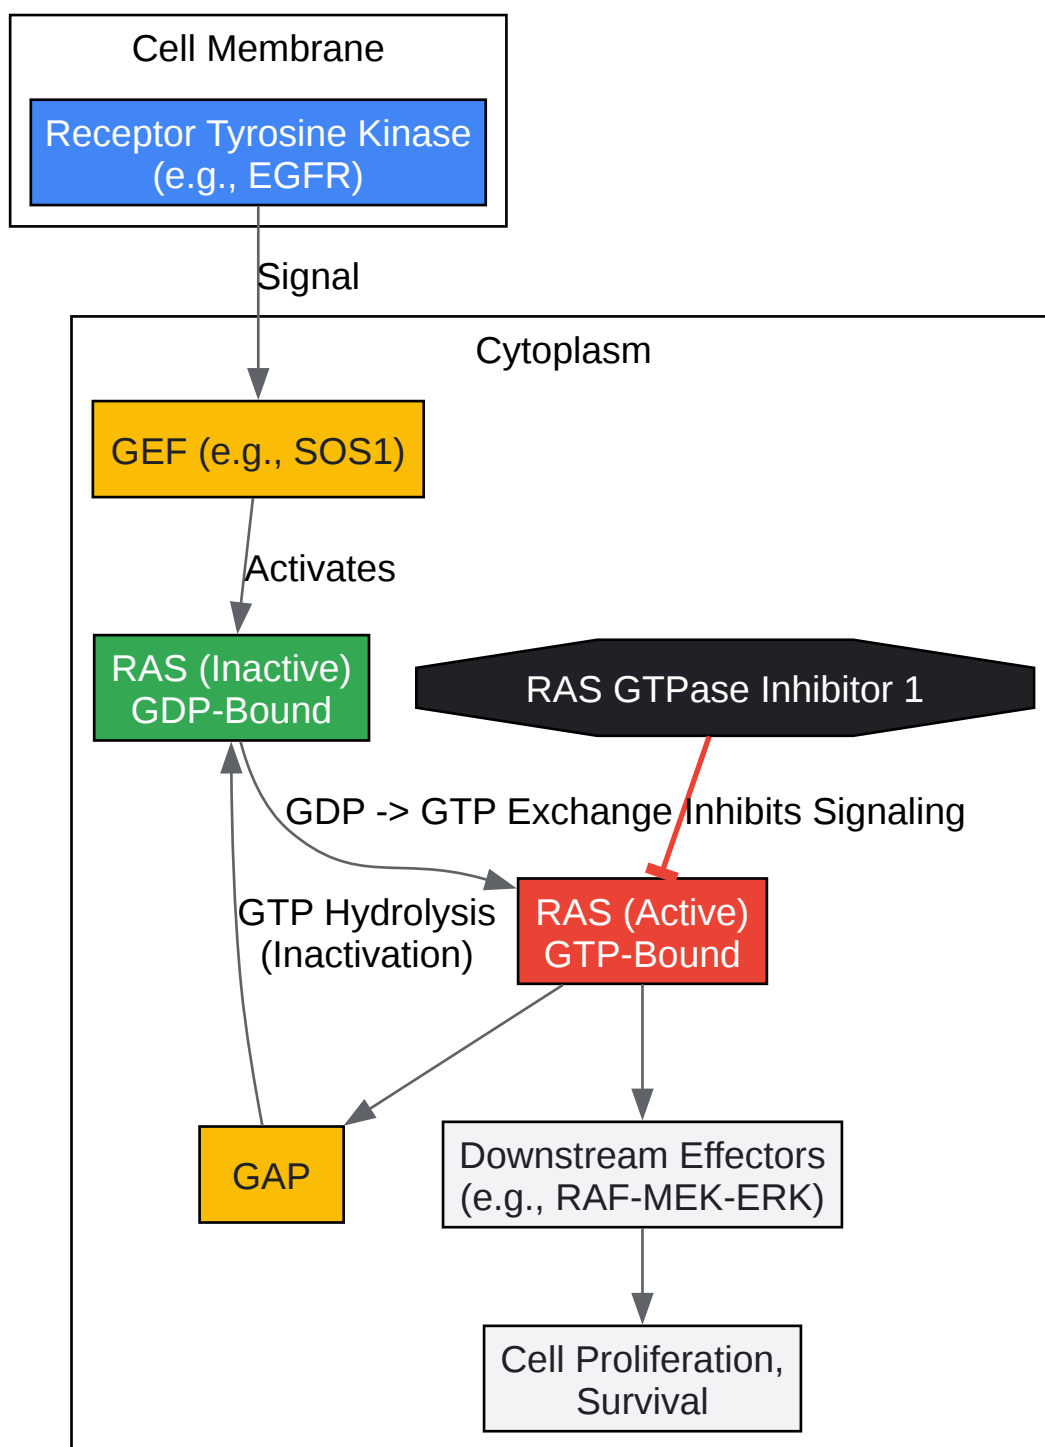 Cell Membrane
Receptor Tyrosine Kinase
(e.g., EGFR)
Signal
Cytoplasm
GEF (e.g., SOS1)
Activates
RAS (Inactive)
GDP-Bound
RAS GTPase Inhibitor 1
GDP -> GTP Exchange
Inhibits Signaling
RAS (Active)
GTP-Bound
GTP Hydrolysis
(Inactivation)
GAP
Downstream Effectors
(e.g., RAF-MEK-ERK)
Cell Proliferation,
Survival